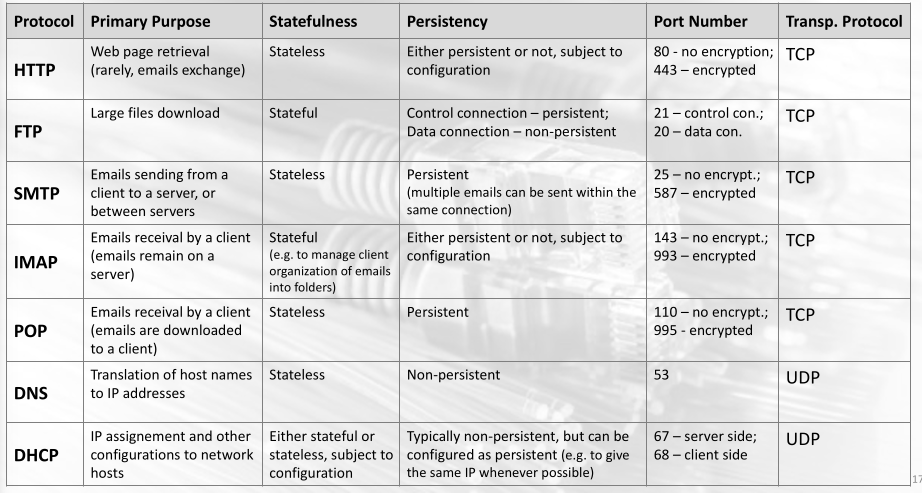 Protocol Primary Purpose Statefulness Persistency Port Number Transp. Protocol
HTTP
Web page retrieval
(rarely, emails exchange)
Stateless
Either persistent or not, subject to
configuration
80 - no encryption;
443 – encrypted
TCP
FTP
Large files download
Stateful
Control connection – persistent;
Data connection – non-persistent
21 – control con.;
20 – data con.
TCP
SMTP
Emails sending from a
client to a server, or
between servers
Stateless
Persistent
(multiple emails can be sent within the
same connection)
25 – no encrypt.;
587 – encrypted
TCP
IMAP
Emails receival by a client
(emails remain on a
server)
Stateful
(e.g. to manage client
organization of emails
into folders)
Either persistent or not, subject to
configuration
143 – no encrypt.;
993 – encrypted
TCP
POP
Emails receival by a client
(emails are downloaded
to a client)
Stateless
Persistent
110 – no encrypt.;
995 - encrypted
TCP
DNS
Translation of host names
to IP addresses
Stateless
Non-persistent
53
UDP
DHCP
IP assignement and other
configurations to network
hosts
Either stateful or
stateless, subject to
configuration
Typically non-persistent, but can be
configured as persistent (e.g. to give
the same IP whenever possible)
67 – server side;
68 – client side
UDP
17